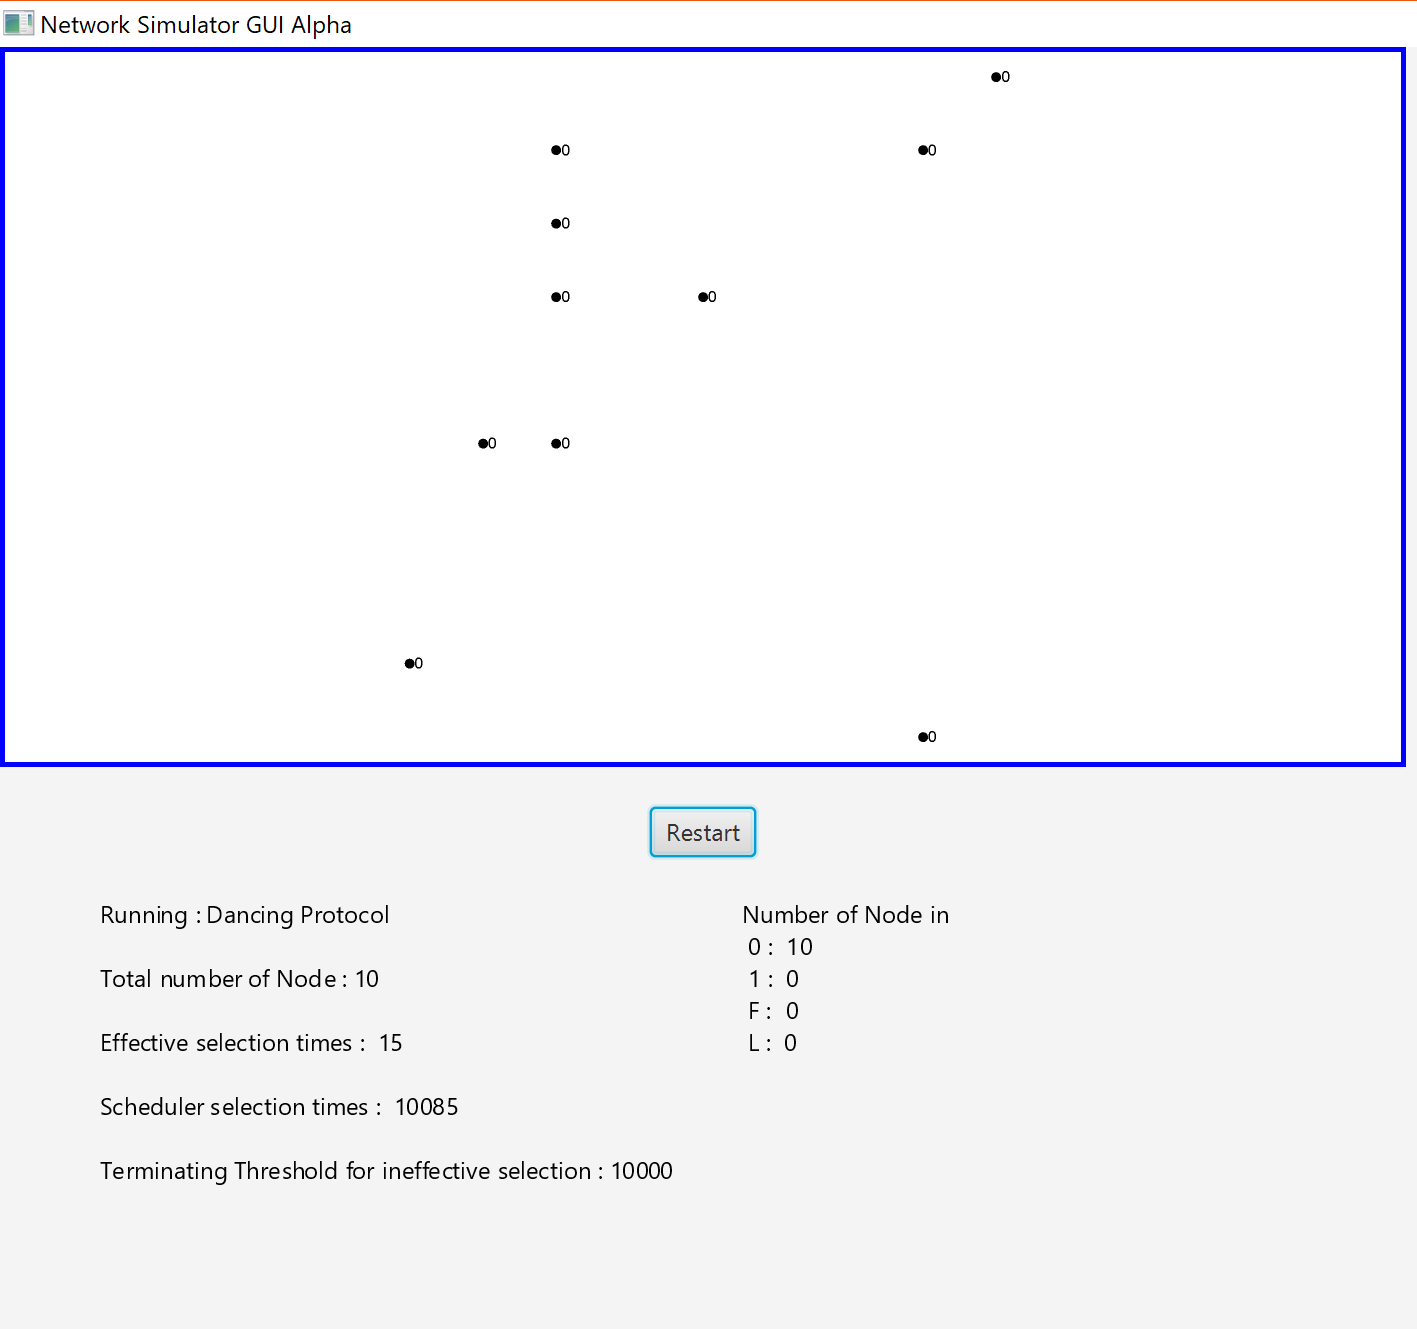 Network Simulator GUI Alpha
0
0
0
0
0
0
0
0
0
0
Restart
Running : Dancing Protocol
Total number of Node : 10
Effective selection times :  15
Scheduler selection times :  10085
Terminating Threshold for ineffective selection : 10000
Number of Node in
0 :  10
1 :  0
F :  0
L :  0